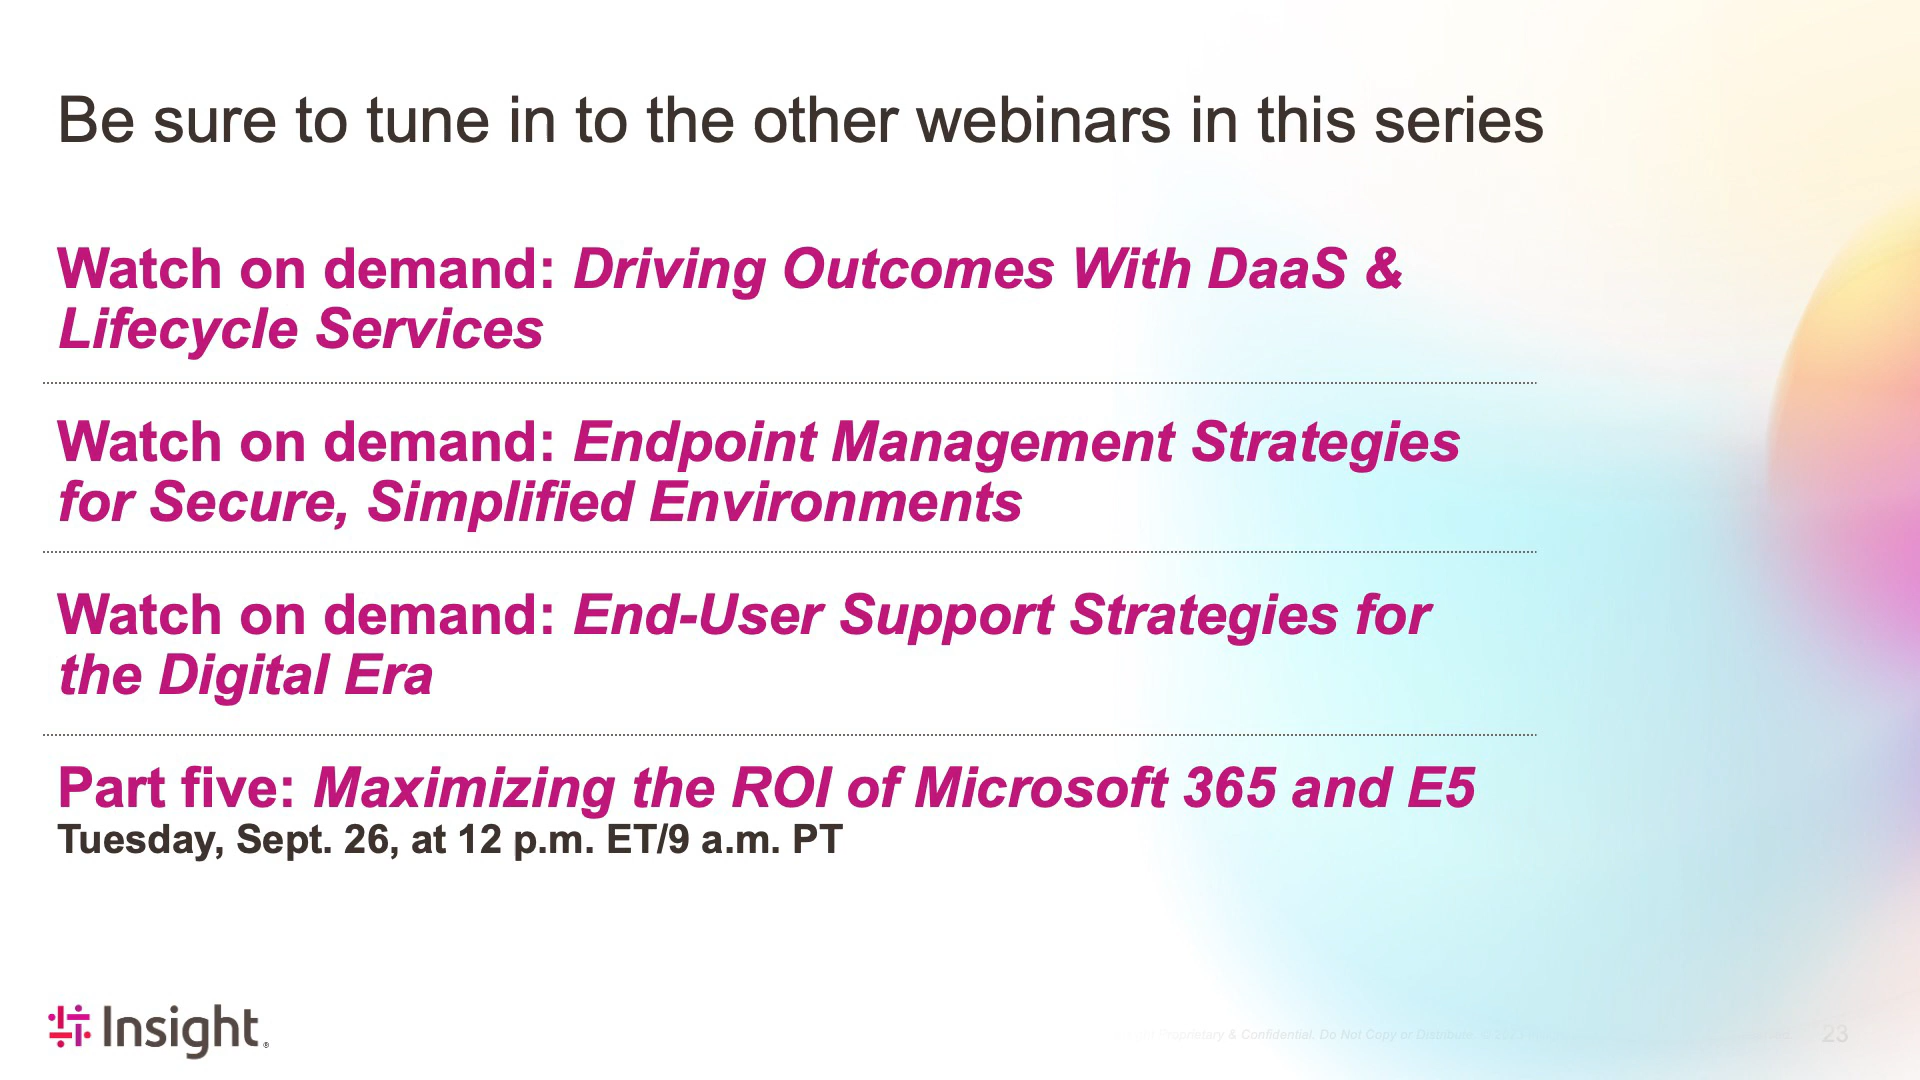 Be sure to tune in to the other webinars in this series
Watch on demand: Driving Outcomes With DaaS &
Lifecycle Services
Watch on demand: Endpoint Management Strategies
for Secure, Simplified Environments
Watch on demand: End-User Support Strategies for
the Digital Era
Part five: Maximizing the ROI of Microsoft 365 and E5
Tuesday, Sept. 26, at 12 p.m. ET/9 a.m. PT
Insight®
Proprietary & Confidential. Do Not Copy or Distribute. ©
23